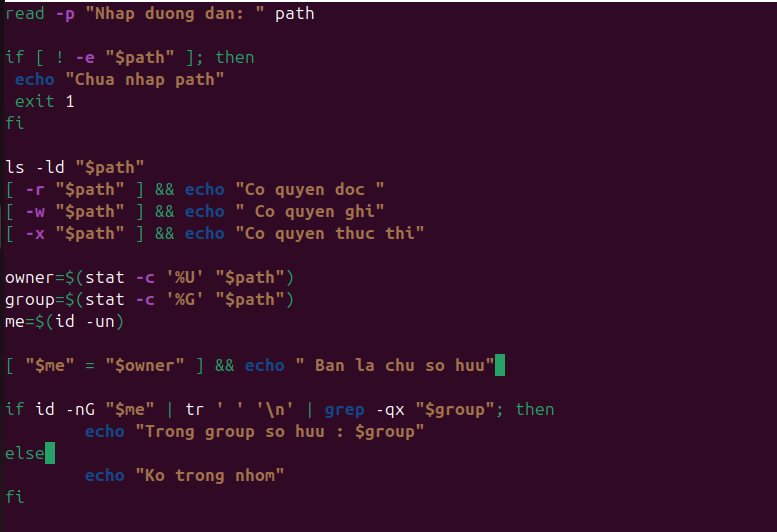 read -p "Nhap duong dan: " path
if [ ! -e "$path" ]; then
 echo "Chua nhap path"
 exit 1
fi
ls -ld "$path"
[ -r "$path" ] && echo "Co quyen doc "
[ -w "$path" ] && echo " Co quyen ghi"
[ -x "$path" ] && echo "Co quyen thuc thi"
owner=$(stat -c '%U' "$path")
group=$(stat -c '%G' "$path")
me=$(id -un)
[ "$me" = "$owner" ] && echo " Ban la chu so huu"
if id -nG "$me" | tr ' ' '\n' | grep -qx "$group"; then
        echo "Trong group so huu : $group"
else
        echo "Ko trong nhom"
fi